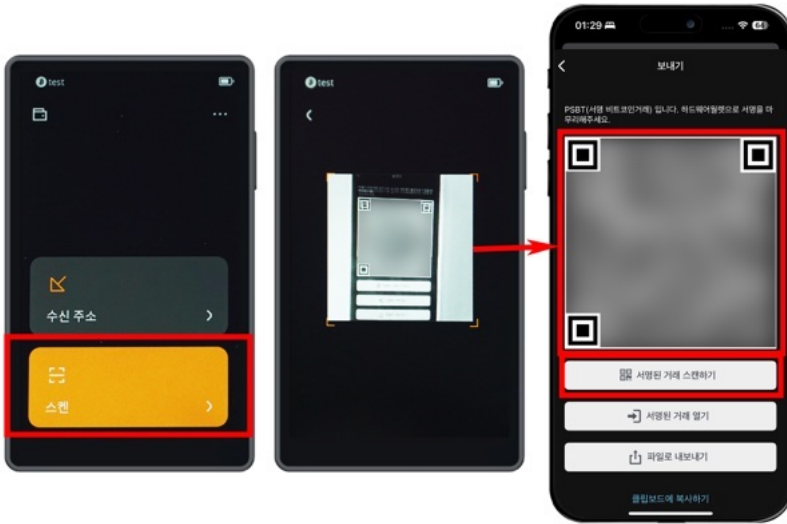 test
수신 주소
스켄
test
01:29
64
보내기
PSBT(서명 비트코인거래) 입니다. 하드웨어월렛으로 서명을 마
무리해주세요.
서명된 거래 스캔하기
서명된 거래 열기
파일로 내보내기
클립보드에 복사하기